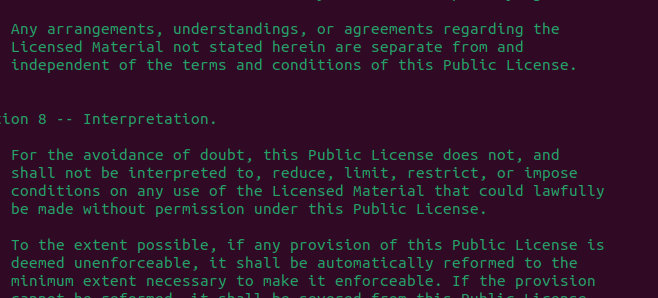 Any arrangements, understandings, or agreements regarding the
Licensed Material not stated herein are separate from and
independent of the terms and conditions of this Public License.
tion 8 -- Interpretation.
For the avoidance of doubt, this Public License does not, and
shall not be interpreted to, reduce, limit, restrict, or impose
conditions on any use of the Licensed Material that could lawfully
be made without permission under this Public License.
To the extent possible, if any provision of this Public License is
deemed unenforceable, it shall be automatically reformed to the
minimum extent necessary to make it enforceable. If the provision
cannot be reformed, it shall be severed from this Public License